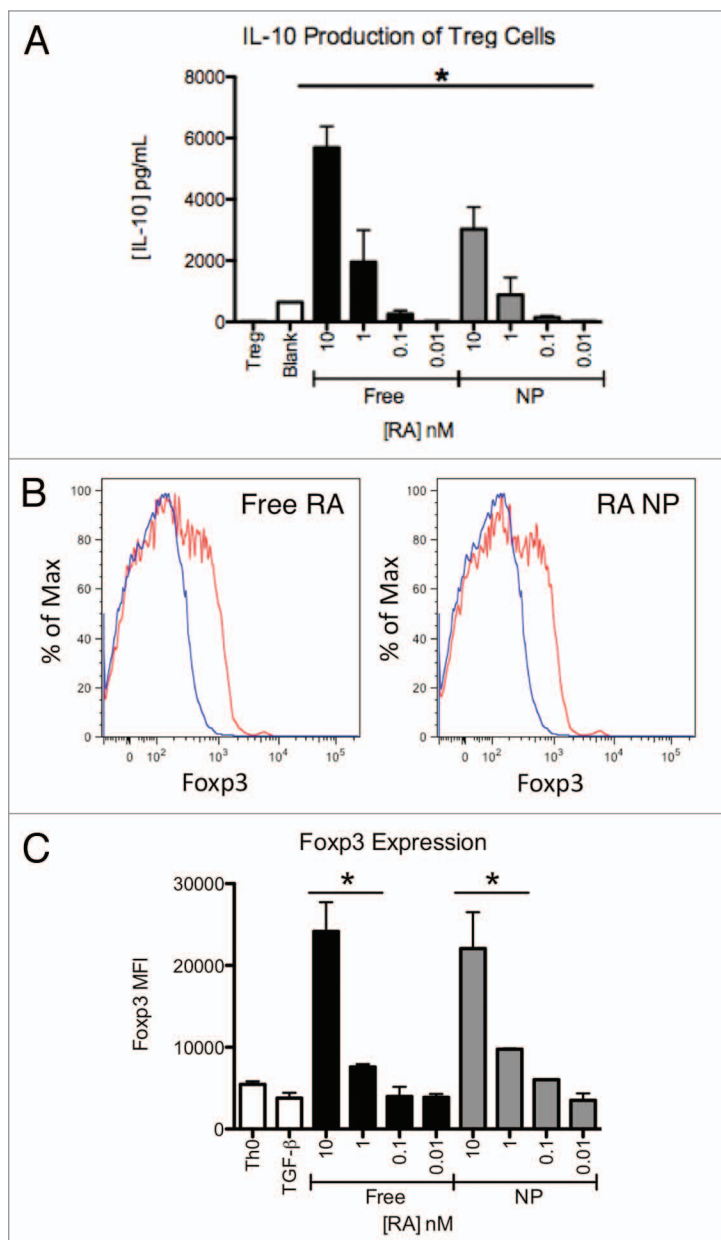 A
IL-10 Production of Treg Cells
*
[IL-10] pg/mL
8000
6000
4000
2000
0
Treg
Blank
10
1
0.1
0.01
10
1
0.1
0.01
Free
NP
[RA] nM
B
Free RA
% of Max
100
80
60
40
20
0
0 10² 10³ 10⁴ 10⁵
Foxp3
RA NP
% of Max
100
80
60
40
20
0
0 10² 10³ 10⁴ 10⁵
Foxp3
C
Foxp3 Expression
* *
Foxp3 MFI
30000
20000
10000
0
Th0
TGF-β
10
1
0.1
0.01
10
1
0.1
0.01
Free
NP
[RA] nM